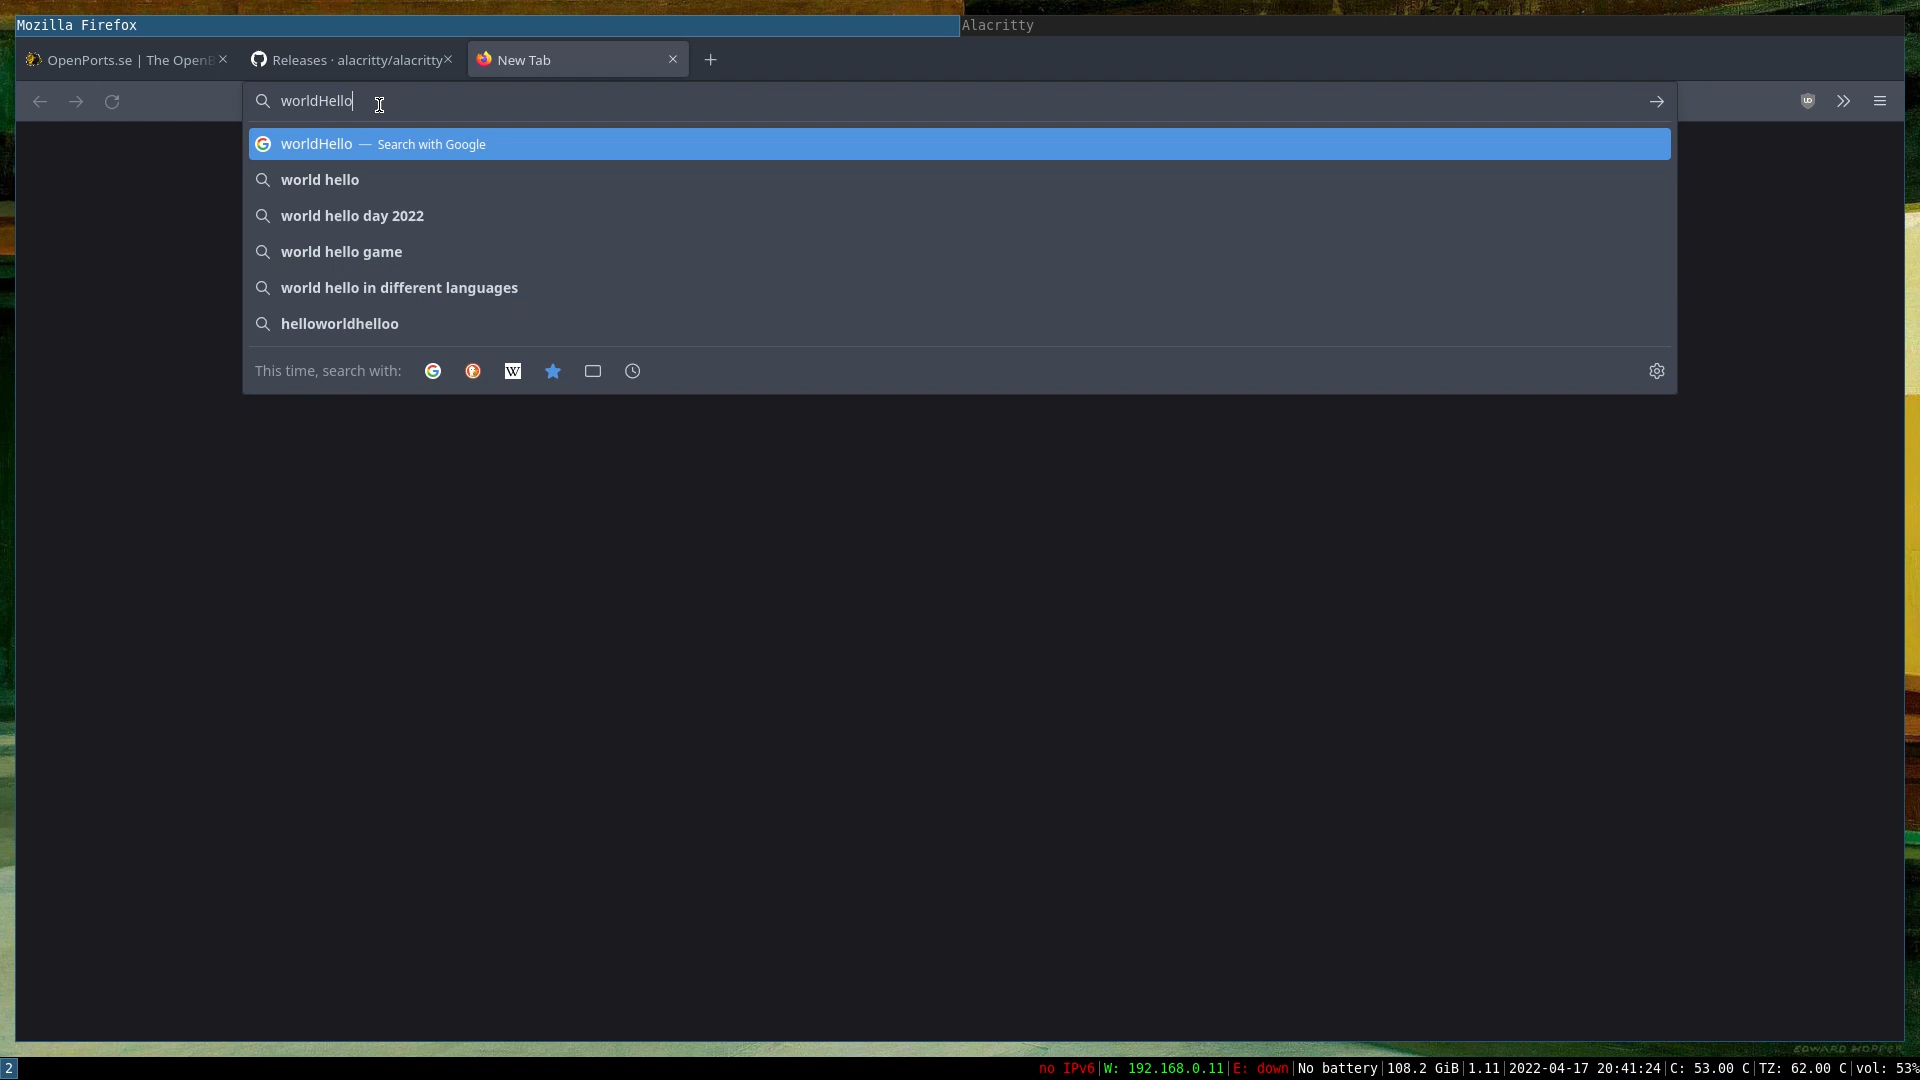 Mozilla Firefox Alacritty
OpenPorts.se | The OpenB Releases · alacritty/alacritty New Tab
worldHello
worldHello — Search with Google
world hello
world hello day 2022
world hello game
world hello in different languages
helloworldhelloo
This time, search with: W
EDWARD HOPPER
2 no IPv6|W: 192.168.0.11|E: down|No battery|108.2 GiB|1.11|2022-04-17 20:41:24|C: 53.00 C|TZ: 62.00 C|vol: 53%